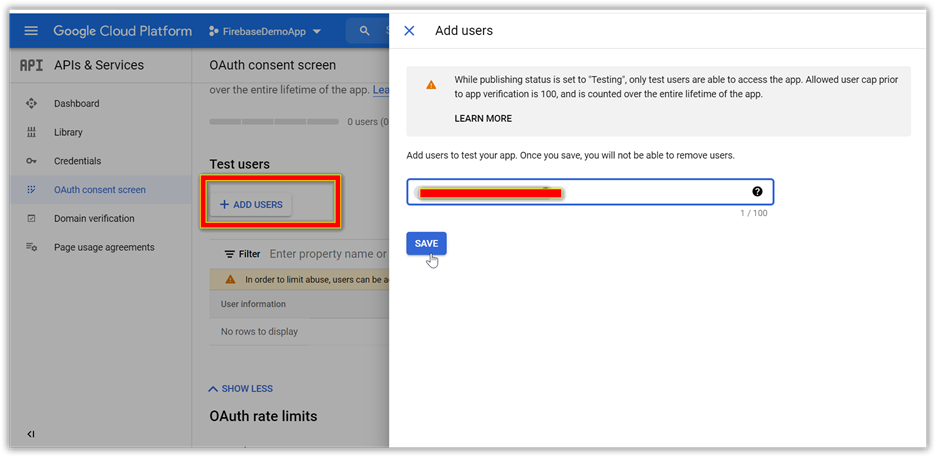 Google Cloud Platform
FirebaseDemoApp
API APIs & Services
Dashboard
Library
Credentials
OAuth consent screen
Domain verification
Page usage agreements
OAuth consent screen
over the entire lifetime of the app.
0 users (0
Test users
+ ADD USERS
Filter Enter property name or
In order to limit abuse, users can be
User information
No rows to display
SHOW LESS
OAuth rate limits
Add users
While publishing status is set to "Testing", only test users are able to access the app. Allowed user cap prior
to app verification is 100, and is counted over the entire lifetime of the app.
LEARN MORE
Add users to test your app. Once you save, you will not be able to remove users.
1 / 100
SAVE